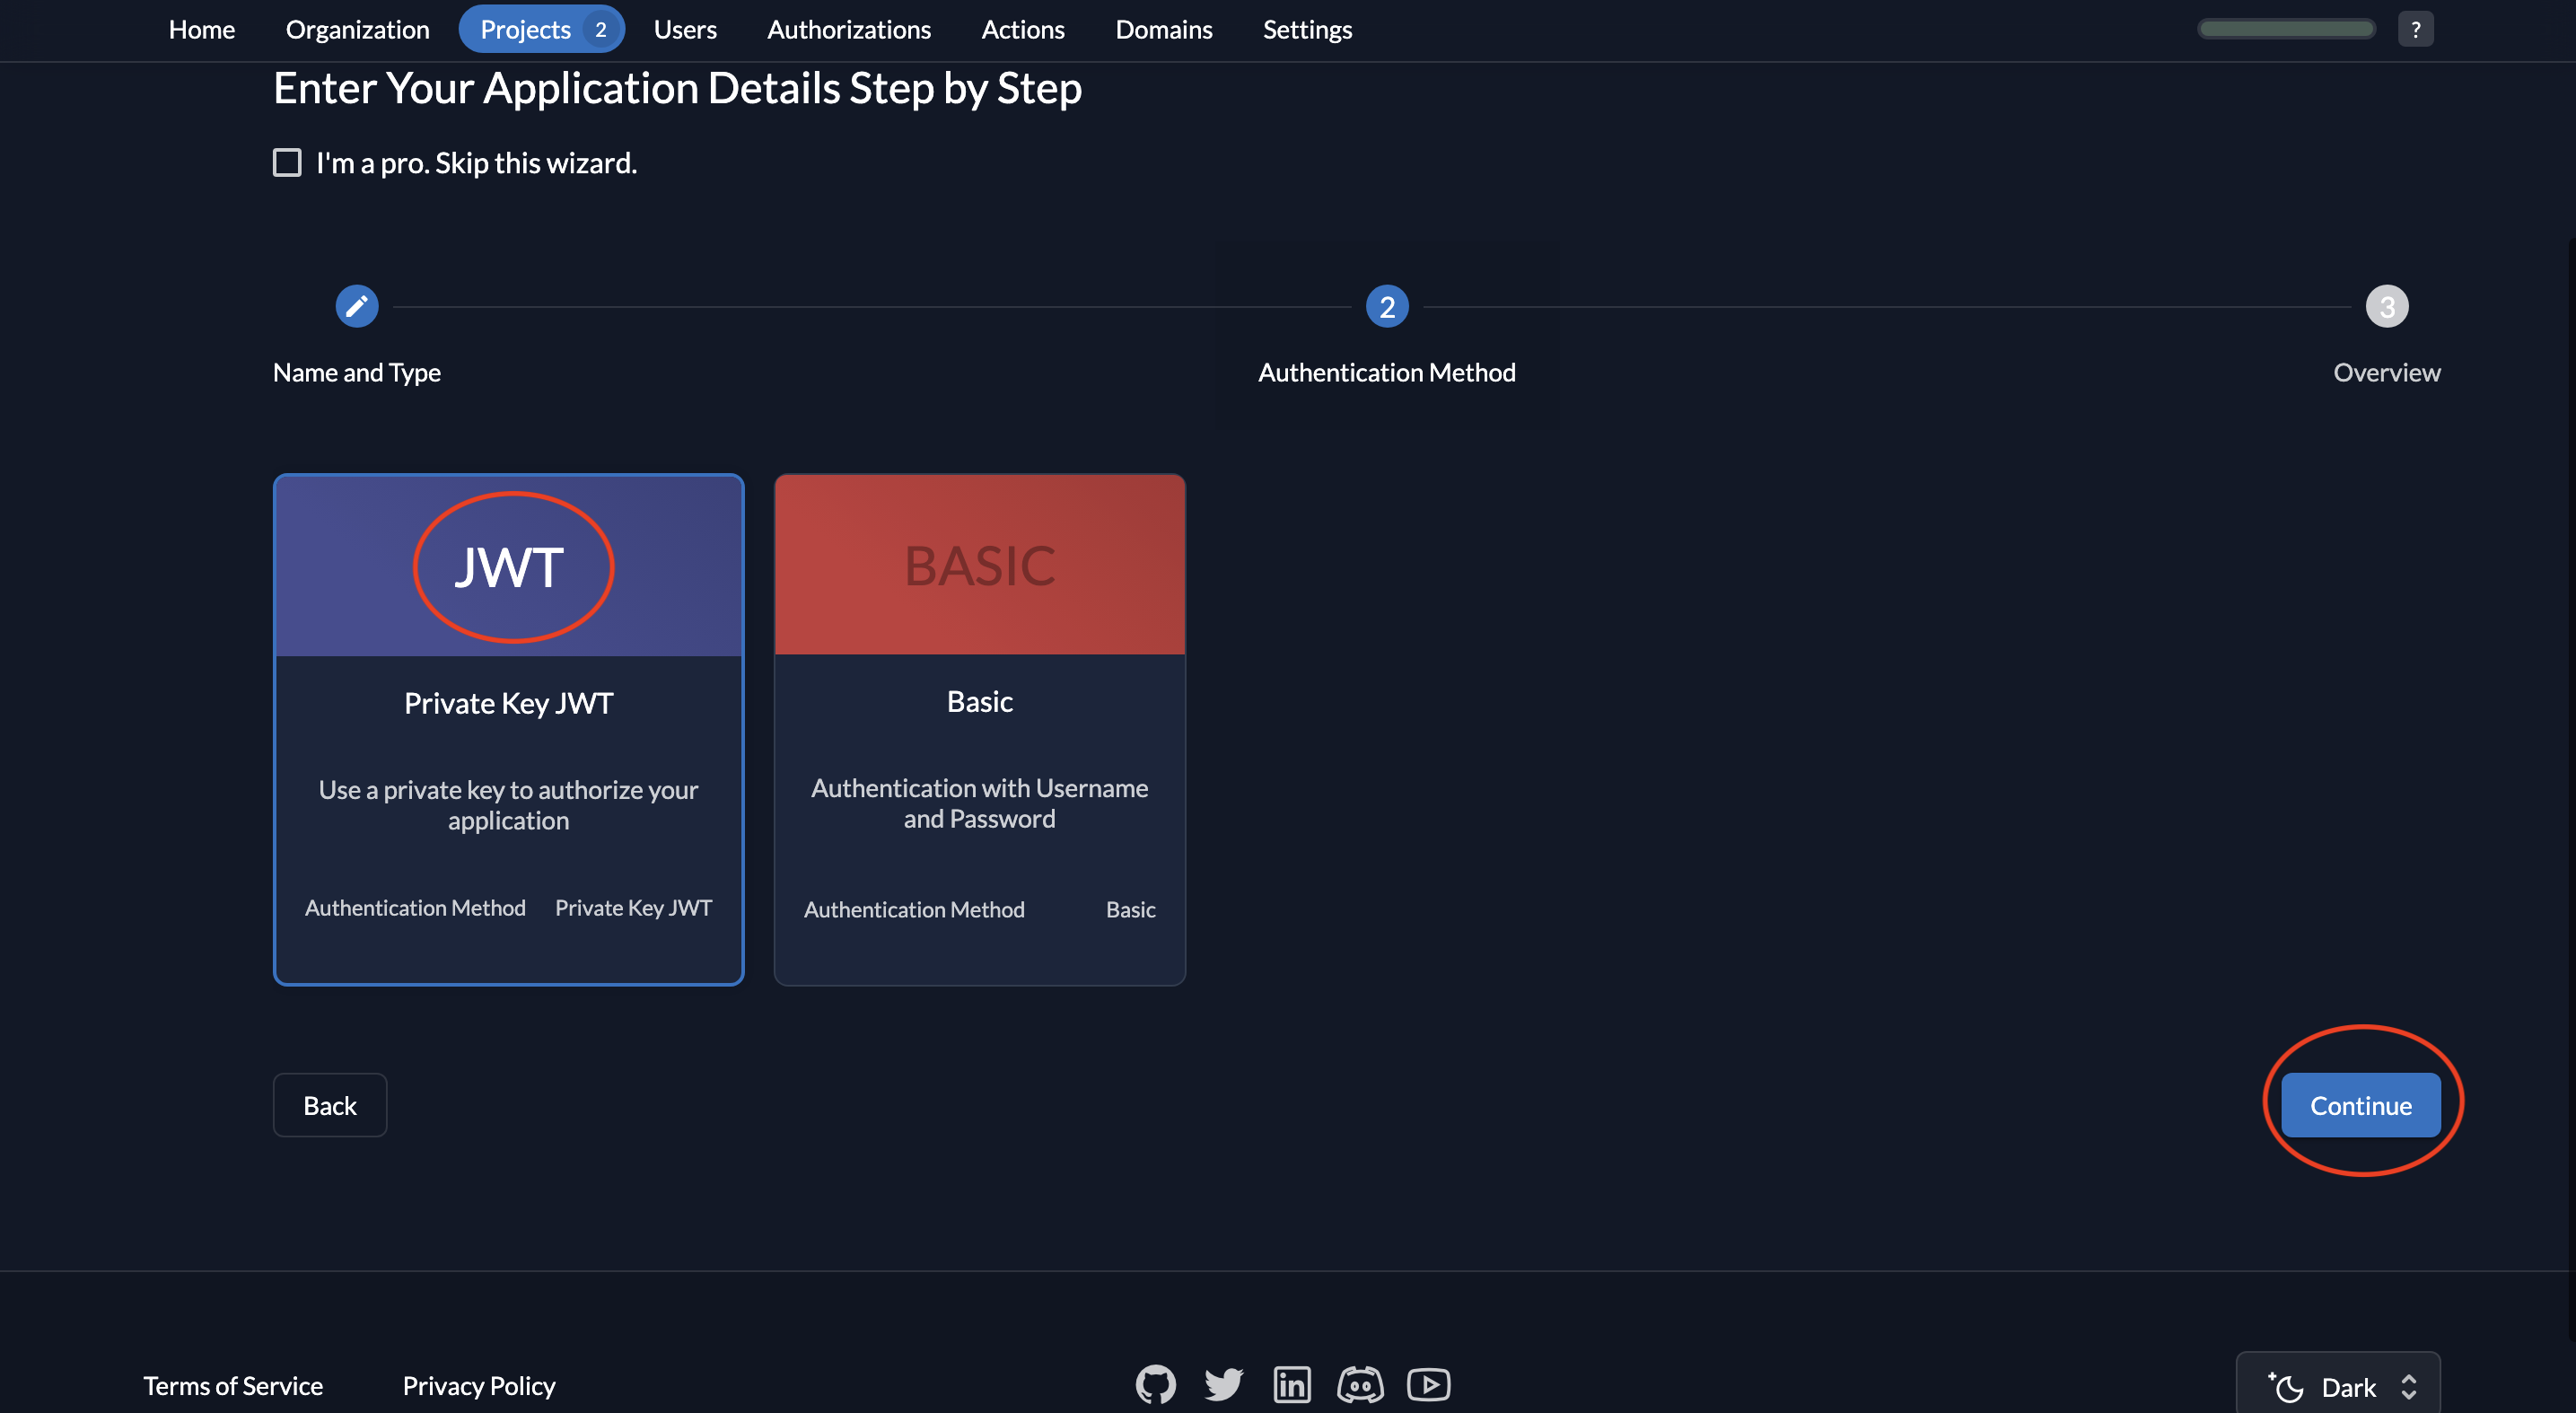 Home Organization Projects 2 Users Authorizations Actions Domains Settings ?
Enter Your Application Details Step by Step
I'm a pro. Skip this wizard.
2 3
Name and Type Authentication Method Overview
JWT
Private Key JWT
Use a private key to authorize your
application
Authentication Method Private Key JWT
BASIC
Basic
Authentication with Username
and Password
Authentication Method Basic
Back Continue
Terms of Service Privacy Policy in Dark